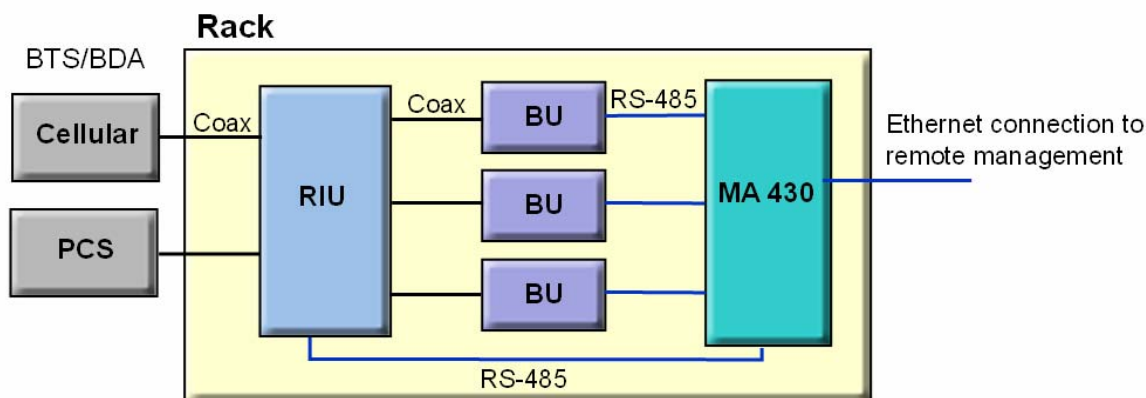 Rack
BTS/BDA
Cellular
Coax
PCS
RIU
Coax
BU
BU
BU
RS-485
MA 430
RS-485
Ethernet connection to
remote management